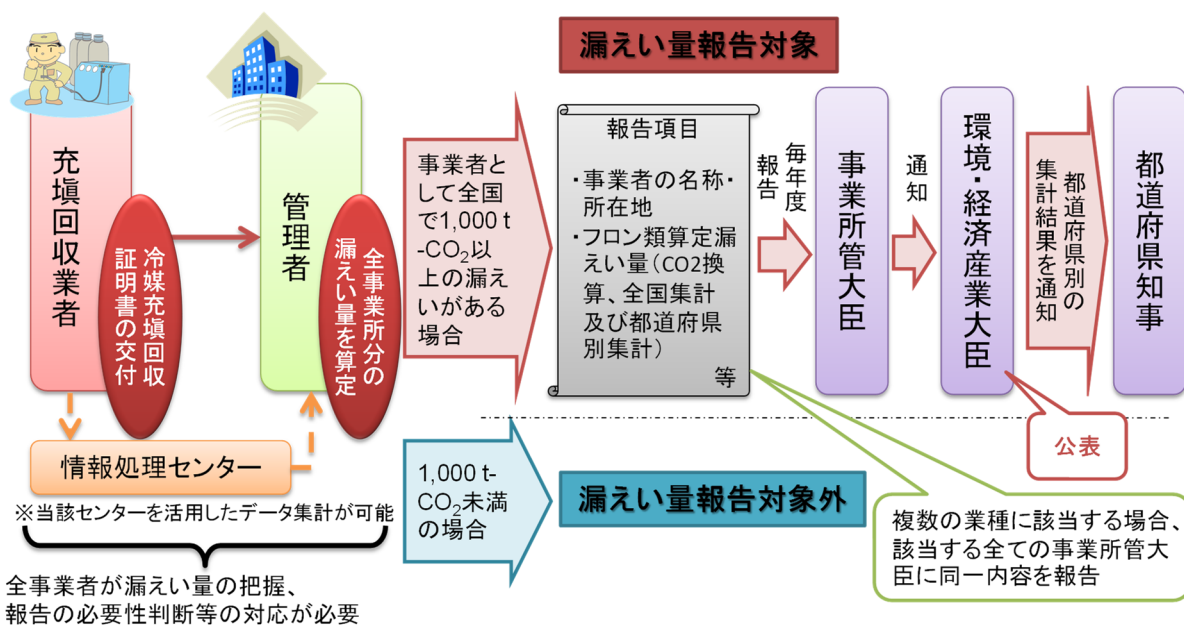 漏えい量報告対象
充塡回収業者
冷媒充塡回収
証明書の交付
管理者
全事業所分の
漏えい量を算定
事業者と
して全国
で1,000 t
-CO₂以
上の漏え
いがある
場合
報告項目
・事業者の名称・
所在地
・フロン類算定漏
えい量(CO2換
算、全国集計
及び都道府県
別集計)
等
毎年度
報告
事業所管大臣
通知
環境・経済産業大臣
都道府県別の
集計結果を通知
都道府県知事
公表
情報処理センター
※当該センターを活用したデータ集計が可能
全事業者が漏えい量の把握、
報告の必要性判断等の対応が必要
1,000 t-
CO₂未満
の場合
漏えい量報告対象外
複数の業種に該当する場合、
該当する全ての事業所管大
臣に同一内容を報告